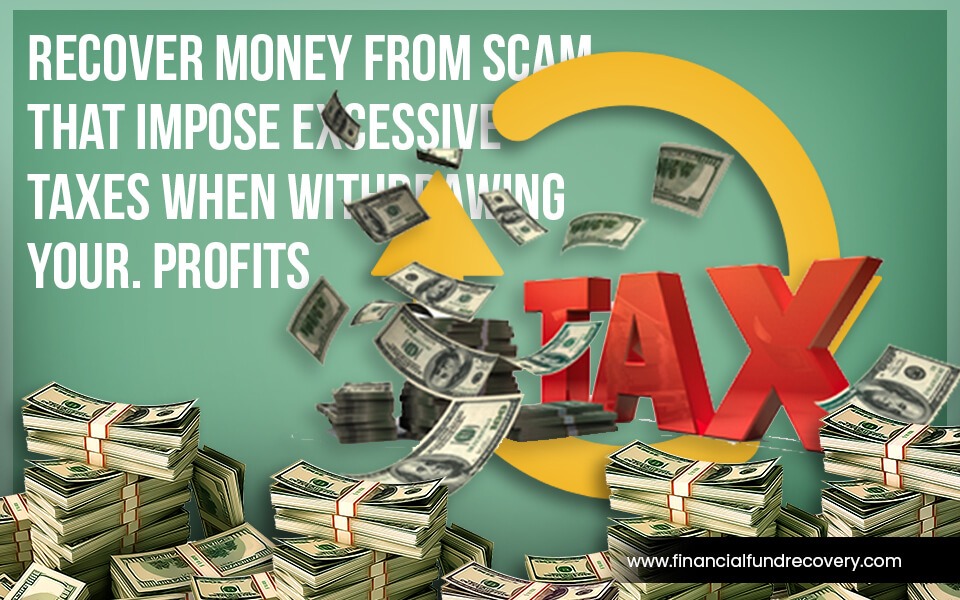 RECOVER MONEY FROM SCAM
THAT IMPOSE EXCESSIVE
TAXES WHEN WITHDRAWING
YOUR. PROFITS
TAX
www.financialfundrecovery.com